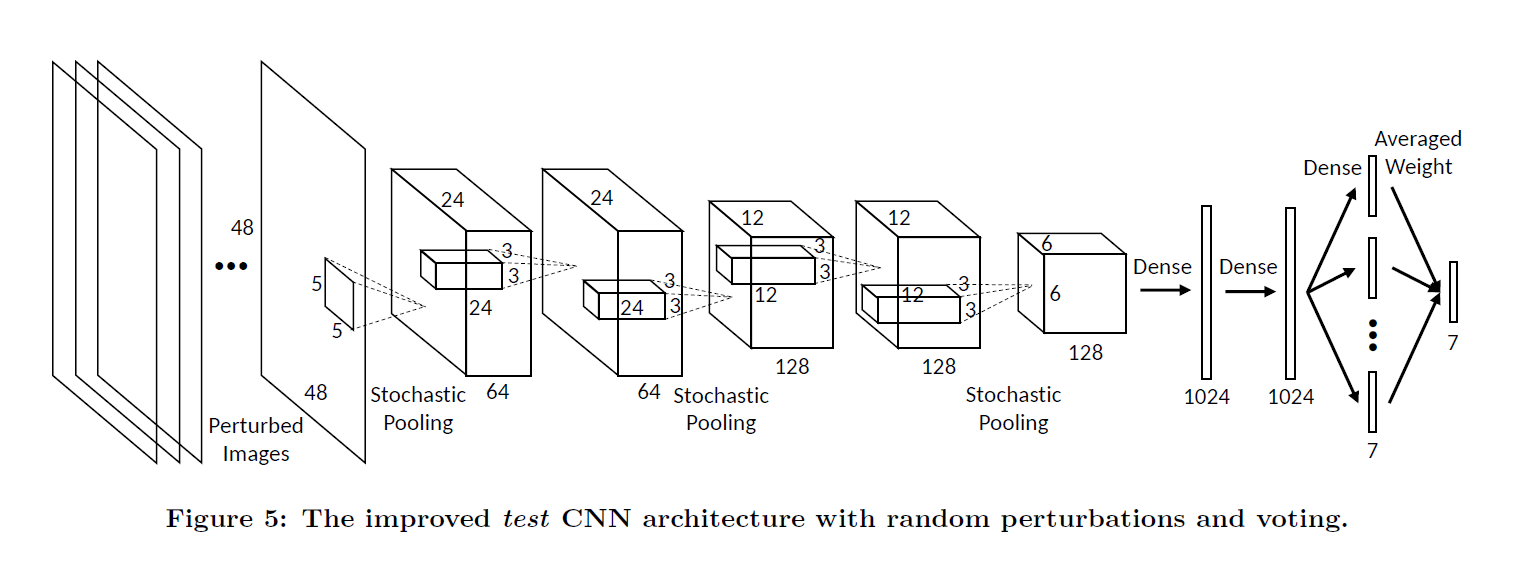 48
5
5
48
Perturbed
Images
24
3
3
24
Stochastic
Pooling
64
24
3
24
3
64
Stochastic
Pooling
12
3
3
12
128
12
3
12
3
128
Stochastic
Pooling
6
6
128
Dense
1024
Dense
1024
Dense
Averaged
Weight
7
7
Figure 5: The improved test CNN architecture with random perturbations and voting.